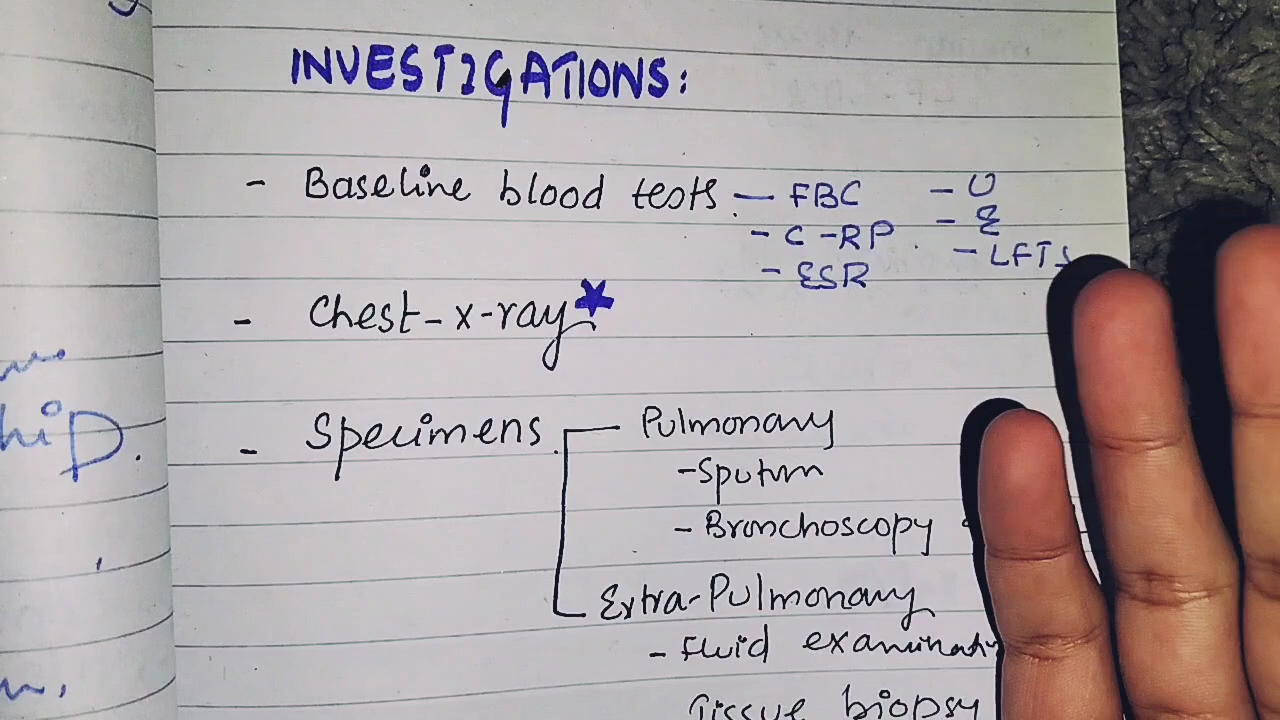 INVESTIGATIONS:
- Baseline blood tests — FBC - U
- C-RP - E
- ESR - LFTs
- Chest-x-ray
- Specimens Pulmonary
- Sputum
- Bronchoscopy
Extra-Pulmonary
- Fluid
Tissue biopsy
hip.